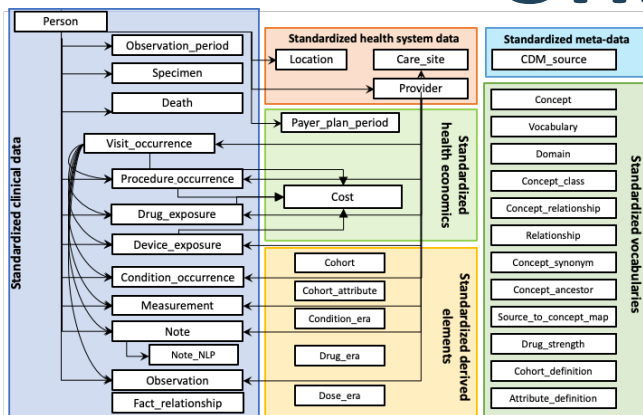 Person
Observation_period
Specimen
Death
Visit_occurrence
Procedure_occurrence
Drug_exposure
Device_exposure
Condition_occurrence
Measurement
Note
Note_NLP
Observation
Fact_relationship
Standardized clinical data
Standardized health system data
Location
Care_site
Provider
Payer_plan_period
Cost
Standardized
health economics
Cohort
Cohort_attribute
Condition_era
Drug_era
Dose_era
Standardized derived
elements
Standardized meta-data
CDM_source
Concept
Vocabulary
Domain
Concept_class
Concept_relationship
Relationship
Concept_synonym
Concept_ancestor
Source_to_concept_map
Drug_strength
Cohort_definition
Attribute_definition
Standardized vocabularies